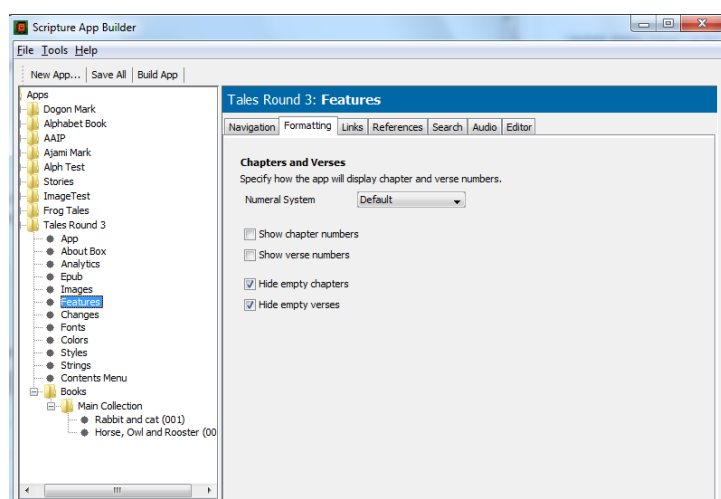 Scripture App Builder
File Tools Help
New App... Save All Build App
Apps
Dogon Mark
Alphabet Book
AAIP
Ajami Mark
Alph Test
Stories
ImageTest
Frog Tales
Tales Round 3
App
About Box
Analytics
Epub
Images
Features
Changes
Fonts
Colors
Styles
Strings
Contents Menu
Books
Main Collection
Rabbit and cat (001)
Horse, Owl and Rooster (00
Tales Round 3: Features
Navigation Formatting Links References Search Audio Editor
Chapters and Verses
Specify how the app will display chapter and verse numbers.
Numeral System Default
Show chapter numbers
Show verse numbers
Hide empty chapters
Hide empty verses